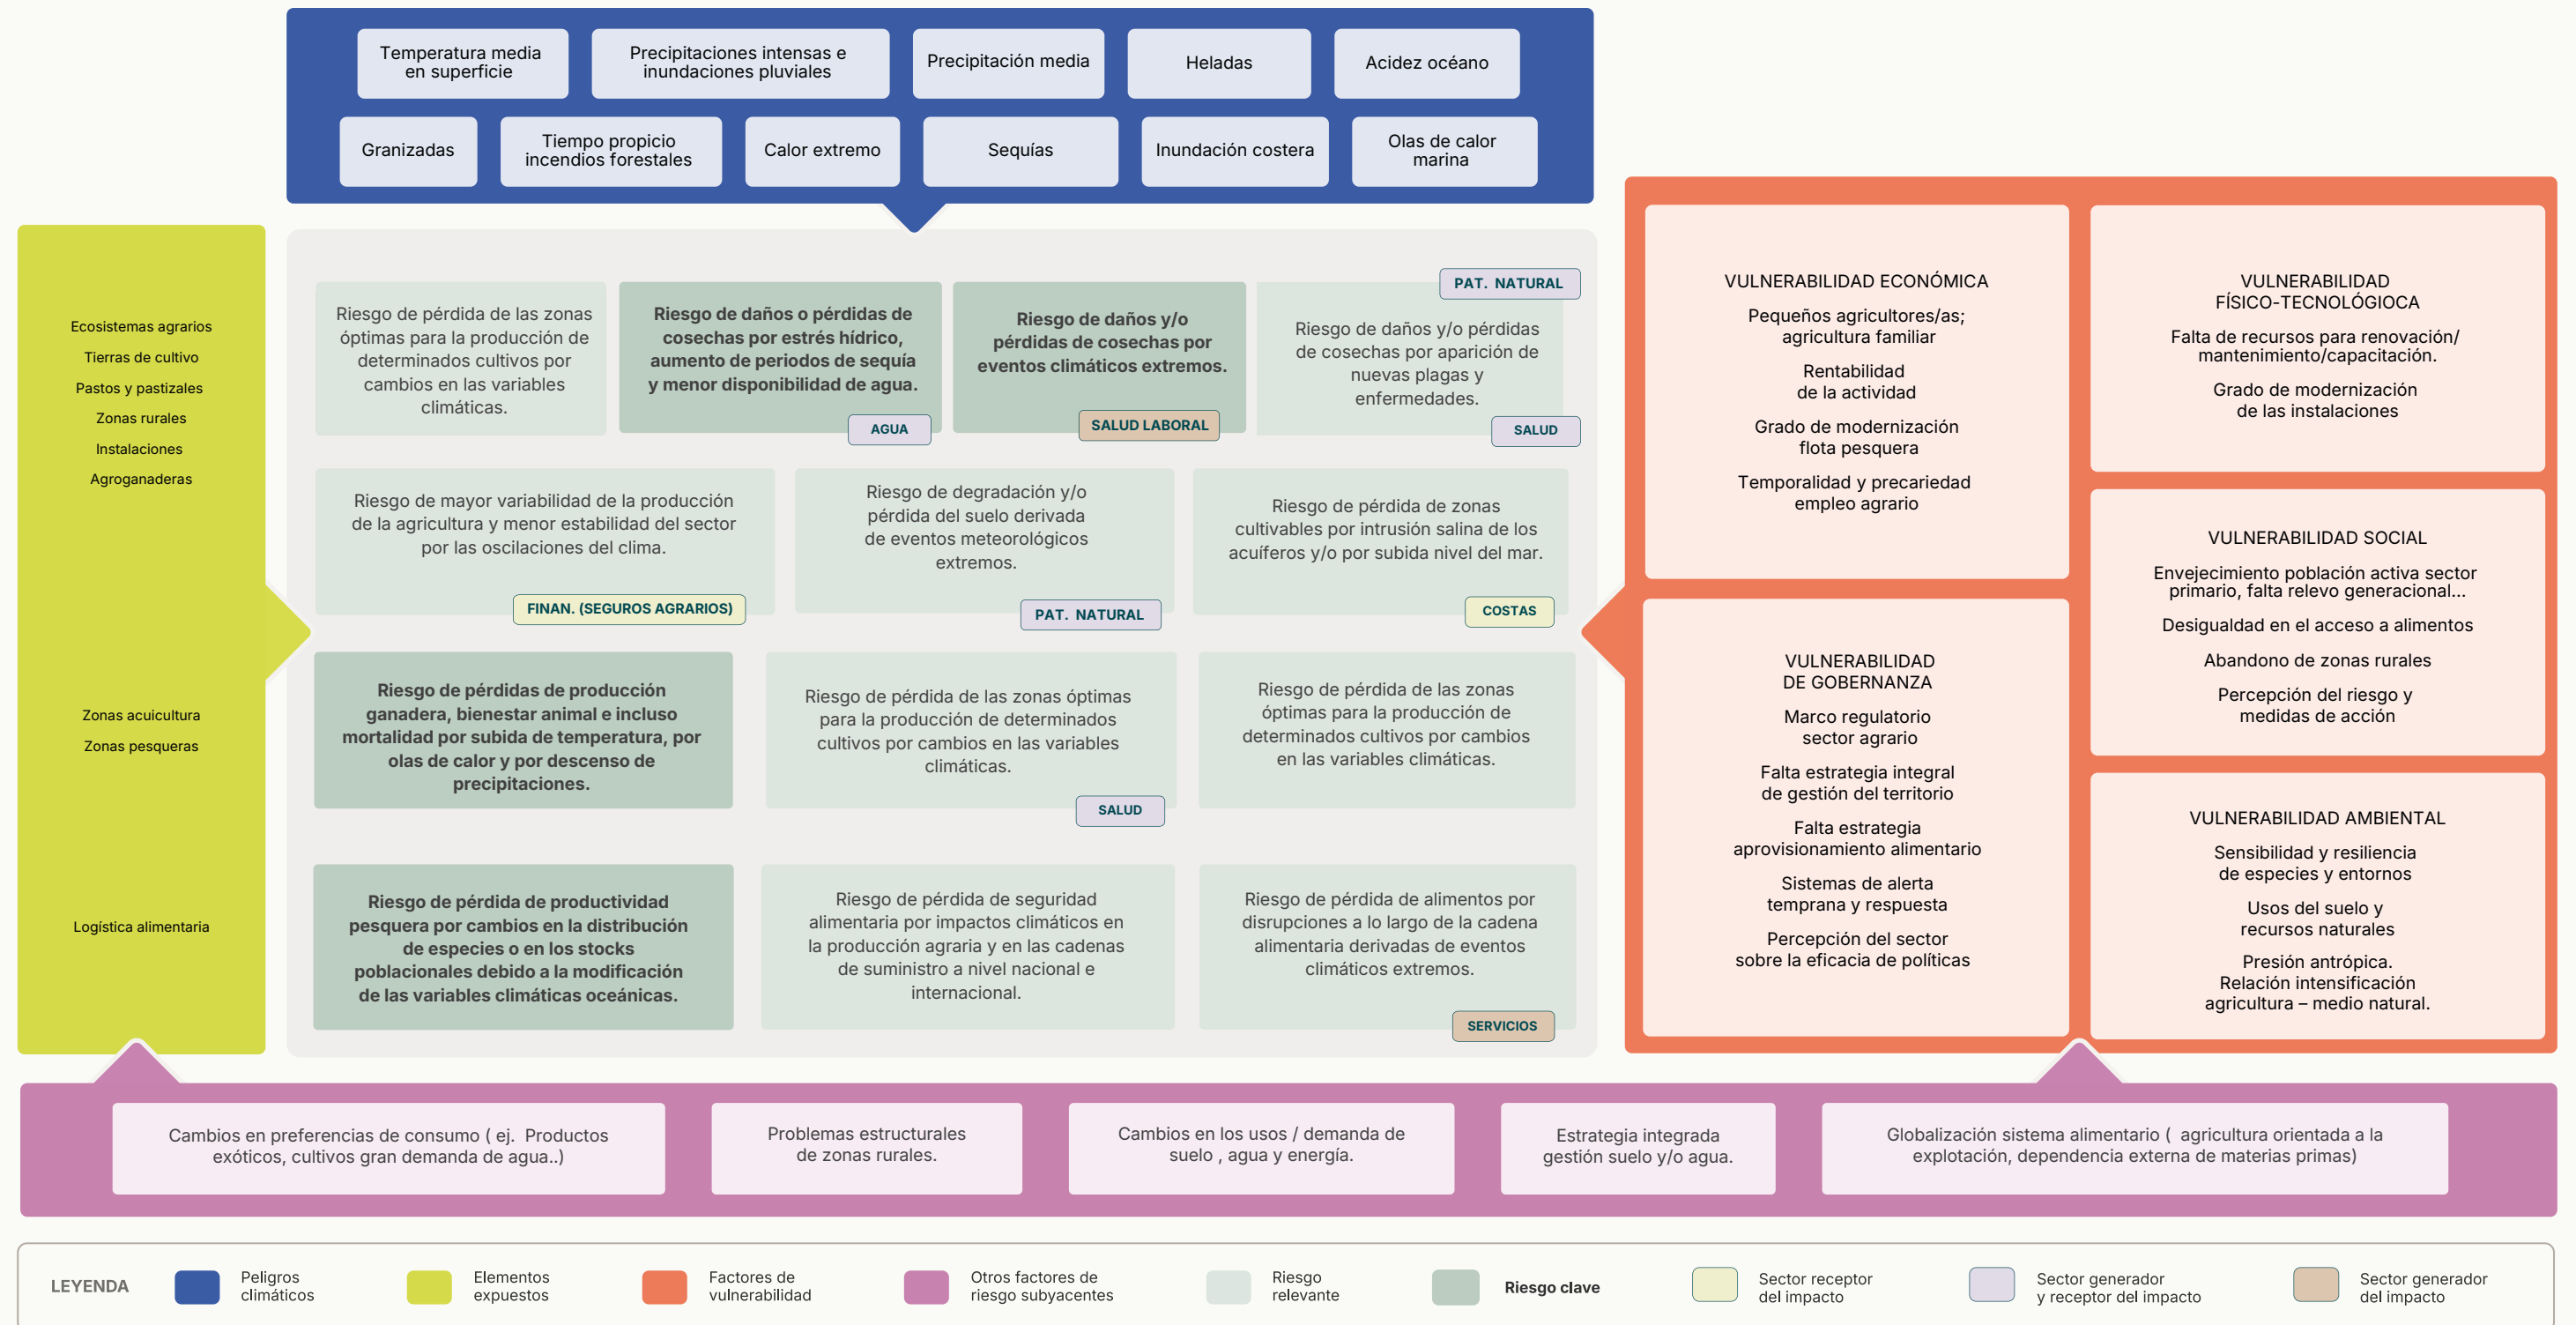 Temperatura media
en superficie
Precipitaciones intensas e
inundaciones pluviales
Precipitación media
Heladas
Acidez océano
Granizadas
Tiempo propicio
incendios forestales
Calor extremo
Sequías
Inundación costera
Olas de calor
marina
Ecosistemas agrarios
Tierras de cultivo
Pastos y pastizales
Zonas rurales
Instalaciones
Agroganaderas
Zonas acuicultura
Zonas pesqueras
Logística alimentaria
Riesgo de pérdida de las zonas
óptimas para la producción de
determinados cultivos por
cambios en las variables
climáticas.
Riesgo de daños o pérdidas de
cosechas por estrés hídrico,
aumento de periodos de sequía
y menor disponibilidad de agua.
AGUA
Riesgo de daños y/o
pérdidas de cosechas por
eventos climáticos extremos.
SALUD LABORAL
PAT. NATURAL
Riesgo de daños y/o pérdidas
de cosechas por aparición de
nuevas plagas y
enfermedades.
SALUD
Riesgo de mayor variabilidad de la producción
de la agricultura y menor estabilidad del sector
por las oscilaciones del clima.
FINAN. (SEGUROS AGRARIOS)
Riesgo de degradación y/o
pérdida del suelo derivada
de eventos meteorológicos
extremos.
PAT. NATURAL
Riesgo de pérdida de zonas
cultivables por intrusión salina de los
acuíferos y/o por subida nivel del mar.
COSTAS
Riesgo de pérdidas de producción
ganadera, bienestar animal e incluso
mortalidad por subida de temperatura, por
olas de calor y por descenso de
precipitaciones.
Riesgo de pérdida de las zonas óptimas
para la producción de determinados
cultivos por cambios en las variables
climáticas.
SALUD
Riesgo de pérdida de las zonas
óptimas para la producción de
determinados cultivos por cambios
en las variables climáticas.
Riesgo de pérdida de productividad
pesquera por cambios en la distribución
de especies o en los stocks
poblacionales debido a la modificación
de las variables climáticas oceánicas.
Riesgo de pérdida de seguridad
alimentaria por impactos climáticos en
la producción agraria y en las cadenas
de suministro a nivel nacional e
internacional.
Riesgo de pérdida de alimentos por
disrupciones a lo largo de la cadena
alimentaria derivadas de eventos
climáticos extremos.
SERVICIOS
VULNERABILIDAD ECONÓMICA
Pequeños agricultores/as;
agricultura familiar
Rentabilidad
de la actividad
Grado de modernización
flota pesquera
Temporalidad y precariedad
empleo agrario
VULNERABILIDAD
DE GOBERNANZA
Marco regulatorio
sector agrario
Falta estrategia integral
de gestión del territorio
Falta estrategia
aprovisionamiento alimentario
Sistemas de alerta
temprana y respuesta
Percepción del sector
sobre la eficacia de políticas
VULNERABILIDAD
FÍSICO-TECNOLÓGIOCA
Falta de recursos para renovación/
mantenimiento/capacitación.
Grado de modernización
de las instalaciones
VULNERABILIDAD SOCIAL
Envejecimiento población activa sector
primario, falta relevo generacional...
Desigualdad en el acceso a alimentos
Abandono de zonas rurales
Percepción del riesgo y
medidas de acción
VULNERABILIDAD AMBIENTAL
Sensibilidad y resiliencia
de especies y entornos
Usos del suelo y
recursos naturales
Presión antrópica.
Relación intensificación
agricultura – medio natural.
Cambios en preferencias de consumo ( ej. Productos
exóticos, cultivos gran demanda de agua..)
Problemas estructurales
de zonas rurales.
Cambios en los usos / demanda de
suelo , agua y energía.
Estrategia integrada
gestión suelo y/o agua.
Globalización sistema alimentario ( agricultura orientada a la
explotación, dependencia externa de materias primas)
LEYENDA
Peligros
climáticos
Elementos
expuestos
Factores de
vulnerabilidad
Otros factores de
riesgo subyacentes
Riesgo
relevante
Riesgo clave
Sector receptor
del impacto
Sector generador
y receptor del impacto
Sector generador
del impacto